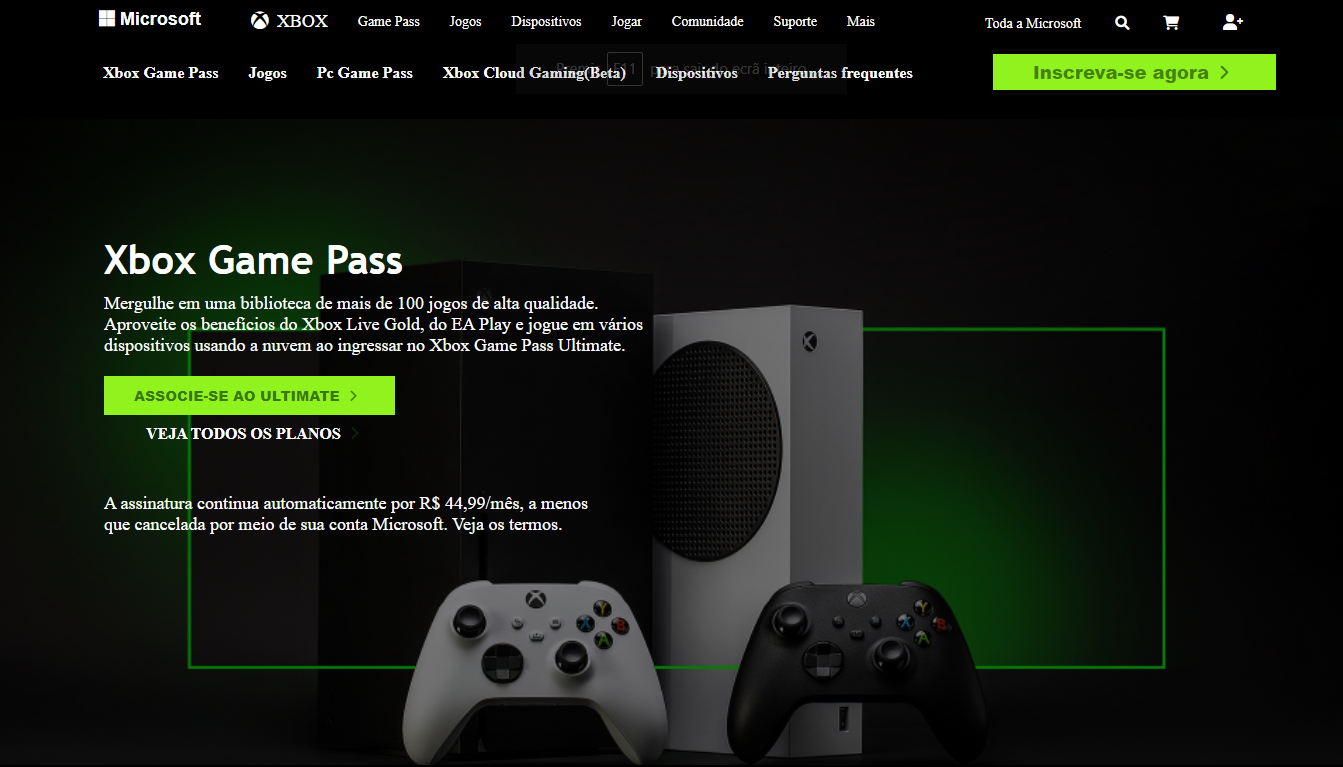 Microsoft XBOX Game Pass Jogos Dispositivos Jogar Comunidade Suporte Mais Toda a Microsoft
Xbox Game Pass Jogos Pc Game Pass Xbox Cloud Gaming(Beta) Dispositivos Perguntas frequentes Inscreva-se agora
F11 para sair do ecrã inteiro
Xbox Game Pass
Mergulhe em uma biblioteca de mais de 100 jogos de alta qualidade.
Aproveite os benefícios do Xbox Live Gold, do EA Play e jogue em vários
dispositivos usando a nuvem ao ingressar no Xbox Game Pass Ultimate.
ASSOCIE-SE AO ULTIMATE
VEJA TODOS OS PLANOS
A assinatura continua automaticamente por R$ 44,99/mês, a menos
que cancelada por meio de sua conta Microsoft. Veja os termos.
Y
X B
A
Y
X B
A